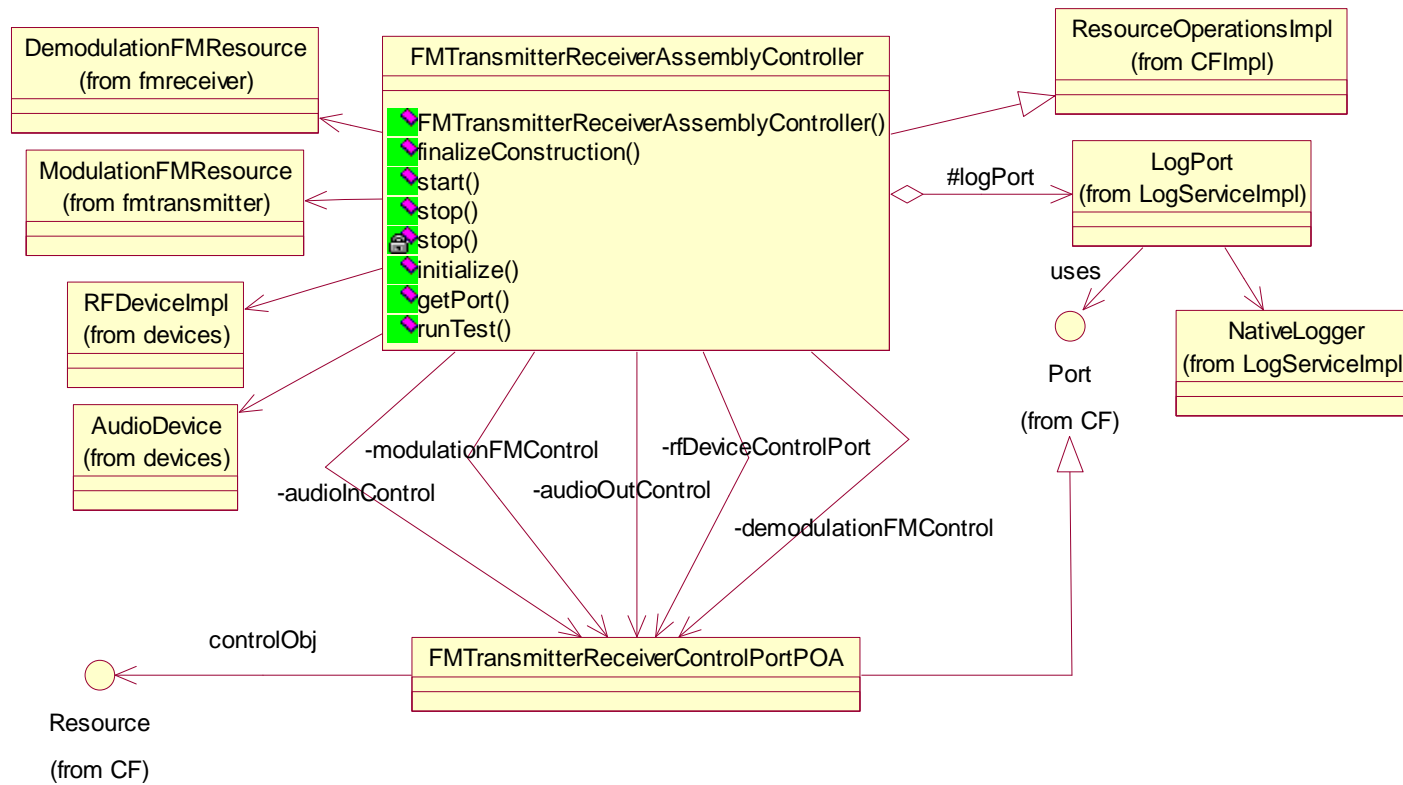 DemodulationFMResource
(from fmreceiver)
ModulationFMResource
(from fmtransmitter)
RFDeviceImpl
(from devices)
AudioDevice
(from devices)
FMTransmitterReceiverAssemblyController
FMTransmitterReceiverAssemblyController()
finalizeConstruction()
start()
stop()
stop()
initialize()
getPort()
runTest()
ResourceOperationsImpl
(from CFImpl)
#logPort
LogPort
(from LogServiceImpl)
uses
Port
(from CF)
NativeLogger
(from LogServiceImpl
-modulationFMControl
-rfDeviceControlPort
-audioInControl
-audioOutControl
-demodulationFMControl
controlObj
FMTransmitterReceiverControlPortPOA
Resource
(from CF)